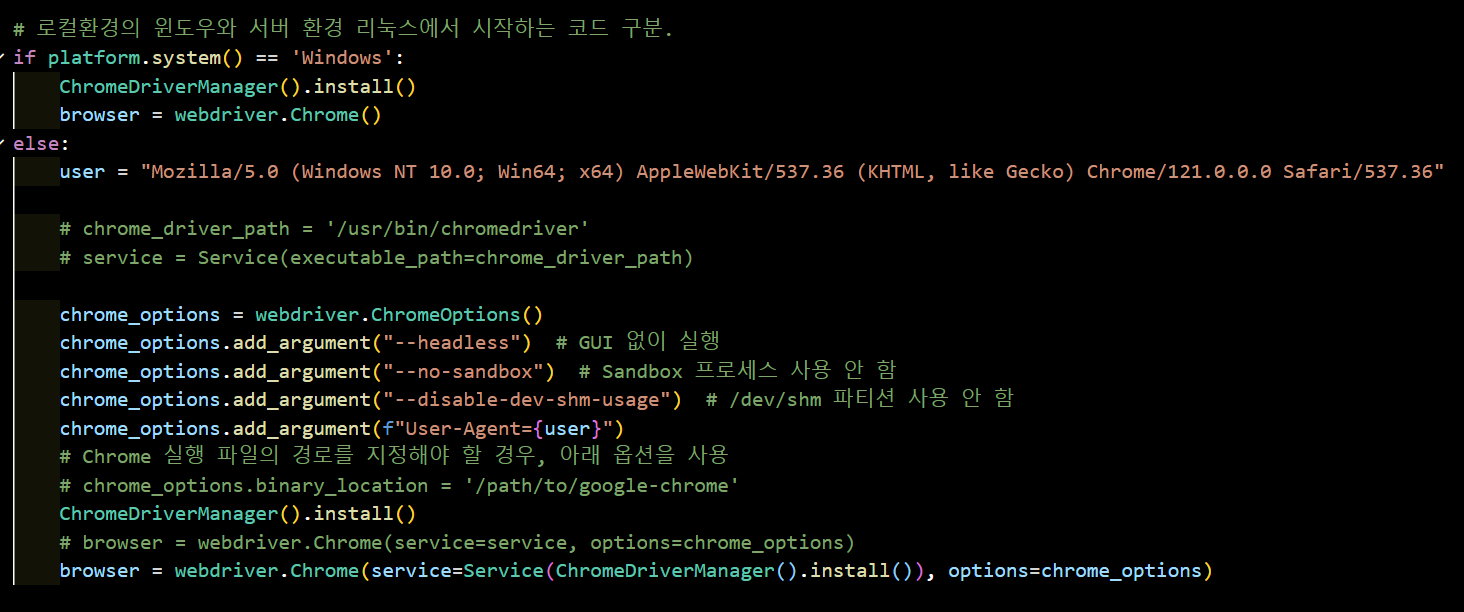 # 로컬환경의 윈도우와 서버 환경 리눅스에서 시작하는 코드 구분.
if platform.system() == 'Windows':
    ChromeDriverManager().install()
    browser = webdriver.Chrome()
else:
    user = "Mozilla/5.0 (Windows NT 10.0; Win64; x64) AppleWebKit/537.36 (KHTML, like Gecko) Chrome/121.0.0.0 Safari/537.36"
    # chrome_driver_path = '/usr/bin/chromedriver'
    # service = Service(executable_path=chrome_driver_path)
    chrome_options = webdriver.ChromeOptions()
    chrome_options.add_argument("--headless")  # GUI 없이 실행
    chrome_options.add_argument("--no-sandbox")  # Sandbox 프로세스 사용 안 함
    chrome_options.add_argument("--disable-dev-shm-usage")  # /dev/shm 파티션 사용 안 함
    chrome_options.add_argument(f"User-Agent={user}")
    # Chrome 실행 파일의 경로를 지정해야 할 경우, 아래 옵션을 사용
    # chrome_options.binary_location = '/path/to/google-chrome'
    ChromeDriverManager().install()
    # browser = webdriver.Chrome(service=service, options=chrome_options)
    browser = webdriver.Chrome(service=Service(ChromeDriverManager().install()), options=chrome_options)